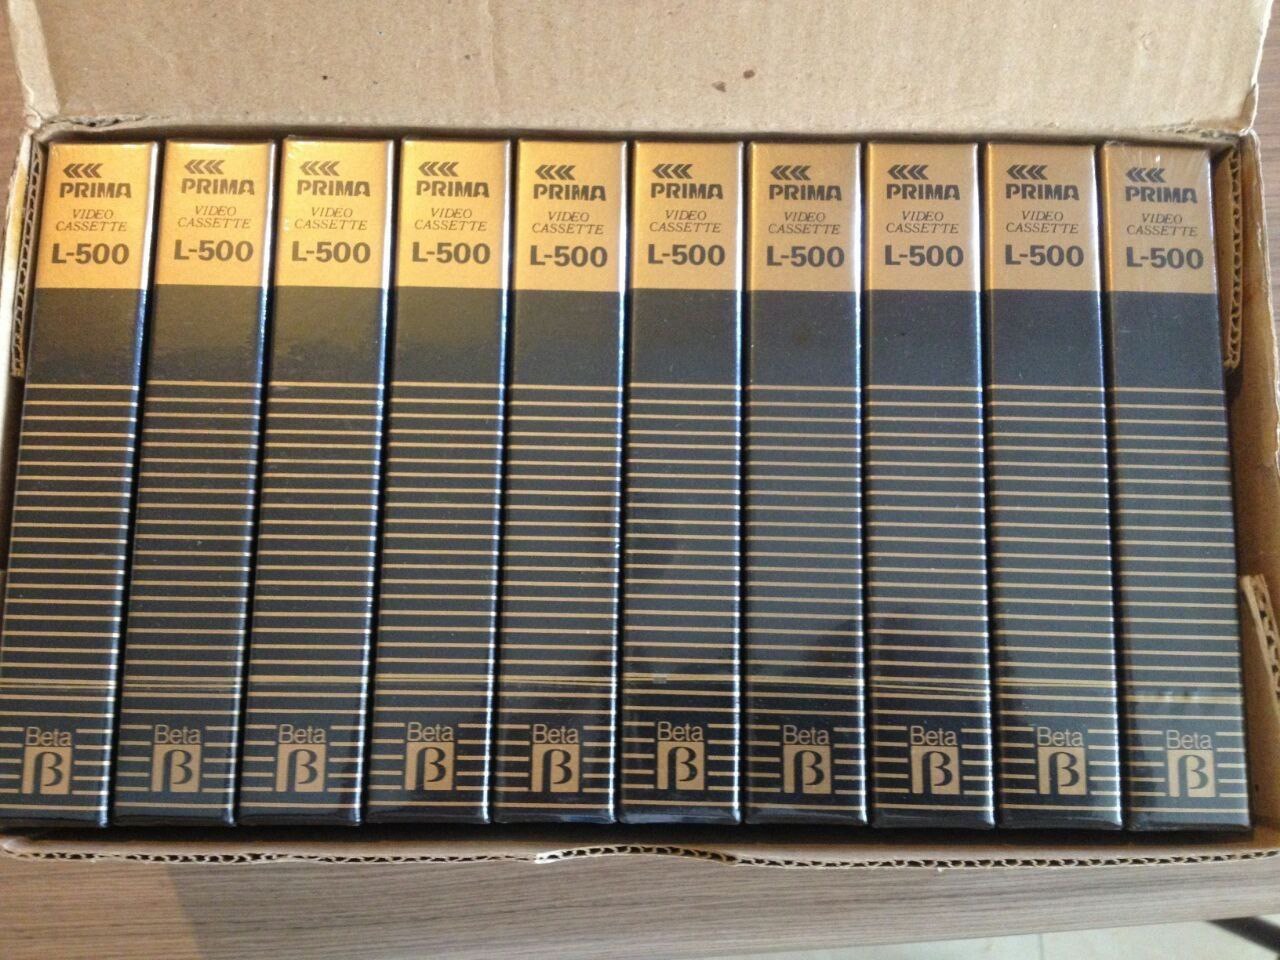 PRIMA
VIDEO
CASSETTE
L-500
Beta
β
PRIMA
VIDEO
CASSETTE
L-500
Beta
β
PRIMA
VIDEO
CASSETTE
L-500
Beta
β
PRIMA
VIDEO
CASSETTE
L-500
Beta
β
PRIMA
VIDEO
CASSETTE
L-500
Beta
β
PRIMA
VIDEO
CASSETTE
L-500
Beta
β
PRIMA
VIDEO
CASSETTE
L-500
Beta
β
PRIMA
VIDEO
CASSETTE
L-500
Beta
β
PRIMA
VIDEO
CASSETTE
L-500
Beta
β
PRIMA
VIDEO
CASSETTE
L-500
Beta
β